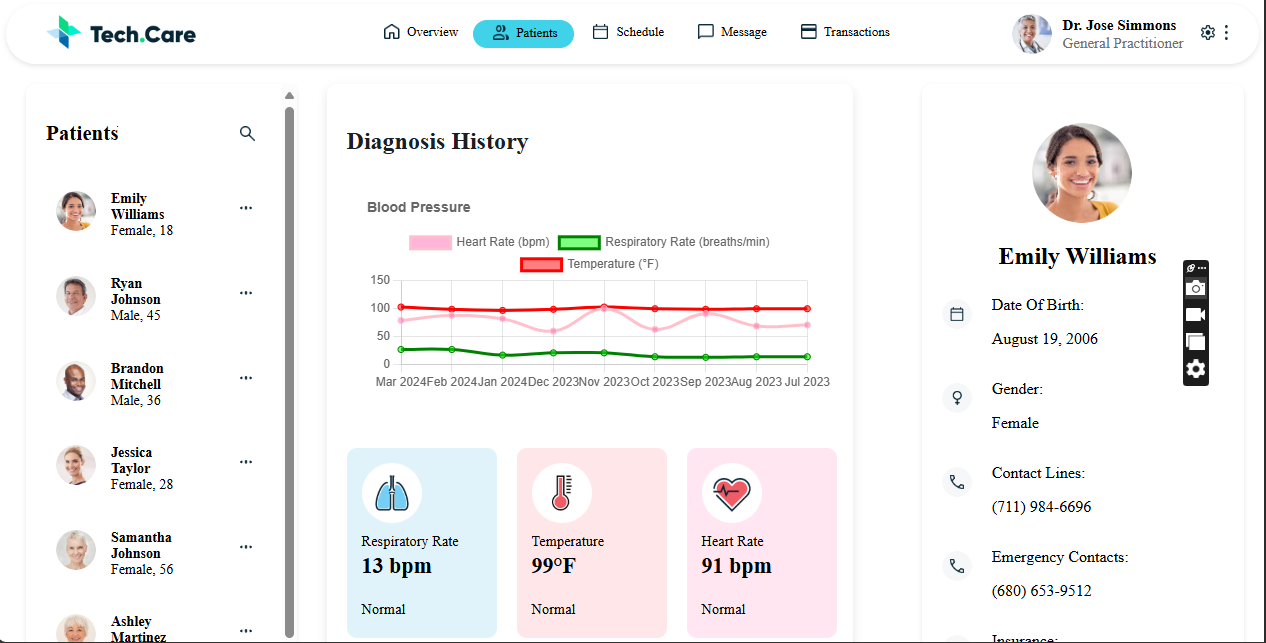 Tech.Care
Overview
Patients
Schedule
Message
Transactions
Dr. Jose Simmons
General Practitioner
Patients
Emily
Williams
Female, 18
Ryan
Johnson
Male, 45
Brandon
Mitchell
Male, 36
Jessica
Taylor
Female, 28
Samantha
Johnson
Female, 56
Ashley
Martinez
Diagnosis History
Blood Pressure
Heart Rate (bpm)
Respiratory Rate (breaths/min)
Temperature (°F)
150
100
50
0
Mar 2024 Feb 2024 Jan 2024 Dec 2023 Nov 2023 Oct 2023 Sep 2023 Aug 2023 Jul 2023
Respiratory Rate
13 bpm
Normal
Temperature
99°F
Normal
Heart Rate
91 bpm
Normal
Emily Williams
Date Of Birth:
August 19, 2006
Gender:
Female
Contact Lines:
(711) 984-6696
Emergency Contacts:
(680) 653-9512
Insurance: